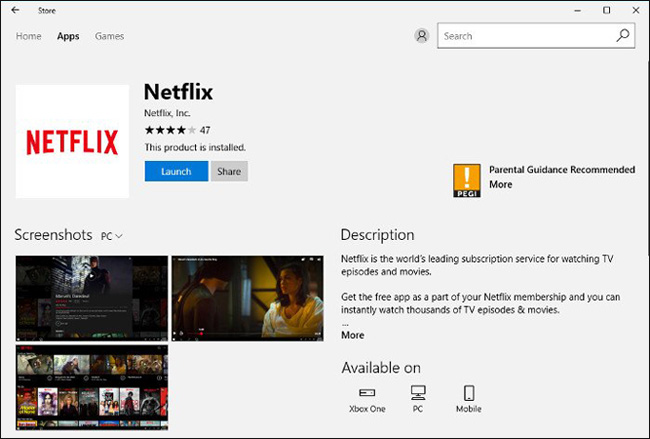 Store
Home Apps Games
Search
NETFLIX
Netflix
Netflix, Inc.
47
This product is installed.
Launch Share
PEGI
Parental Guidance Recommended
More
Screenshots PC
Description
Netflix is the world's leading subscription service for watching TV
episodes and movies.
Get the free app as a part of your Netflix membership and you can
instantly watch thousands of TV episodes & movies.
...
More
Available on
Xbox One PC Mobile